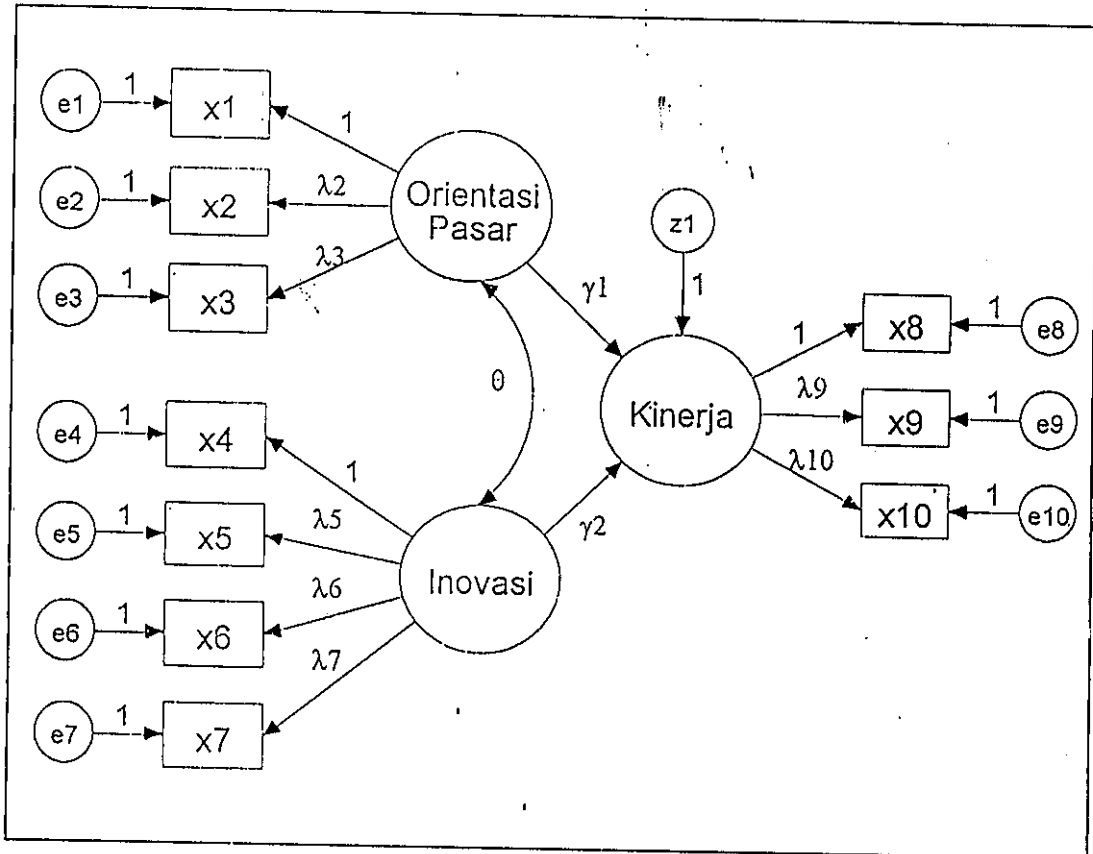 e1
1
x1
1
e2
1
x2
λ2
e3
1
x3
λ3
Orientasi
Pasar
z1
1
γ1
θ
e4
1
x4
1
e5
1
x5
λ5
e6
1
x6
λ6
e7
1
x7
λ7
Inovasi
γ2
Kinerja
1
x8
1
e8
λ9
x9
1
e9
λ10
x10
1
e10